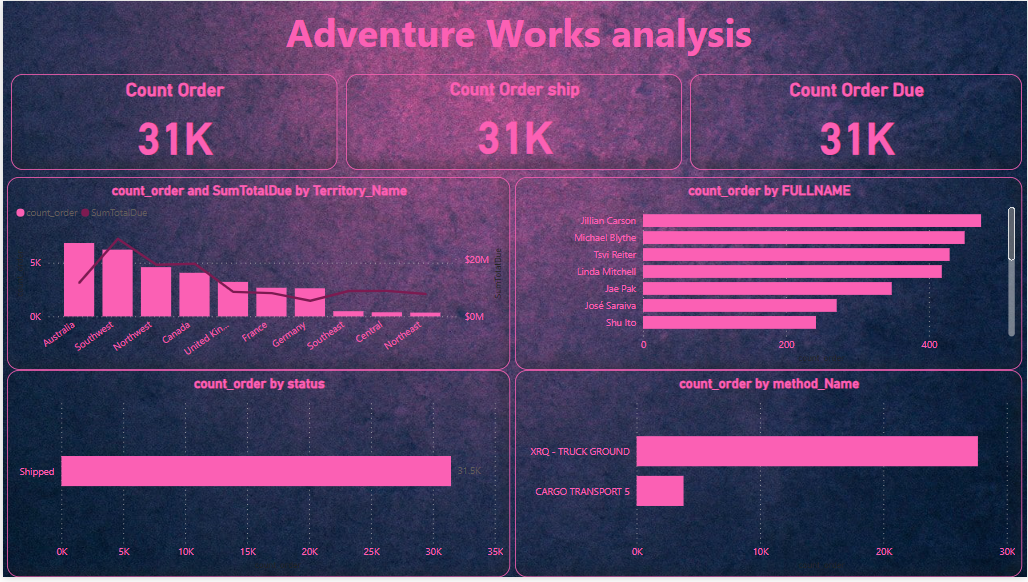 Adventure Works analysis
Count Order
31K
Count Order ship
31K
Count Order Due
31K
count_order and SumTotalDue by Territory_Name
count_order SumTotalDue
5K
0K
$20M
$0M
SumTotalDue
Australia
Southwest
Northwest
Canada
United Kin...
France
Germany
Southeast
Central
Northeast
count_order by FULLNAME
Jillian Carson
Michael Blythe
Tsvi Reiter
Linda Mitchell
Jae Pak
José Saraiva
Shu Ito
0 200 400
count_order by status
Shipped
31.5K
0K 5K 10K 15K 20K 25K 30K 35K
count_order by method_Name
XRQ - TRUCK GROUND
CARGO TRANSPORT 5
0K 10K 20K 30K